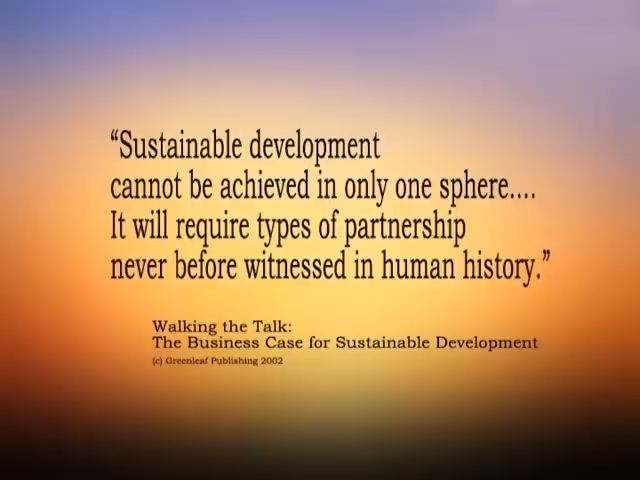 “Sustainable development
cannot be achieved in only one sphere....
It will require types of partnership
never before witnessed in human history.”
Walking the Talk:
The Business Case for Sustainable Development
(c) Greenleaf Publishing 2002